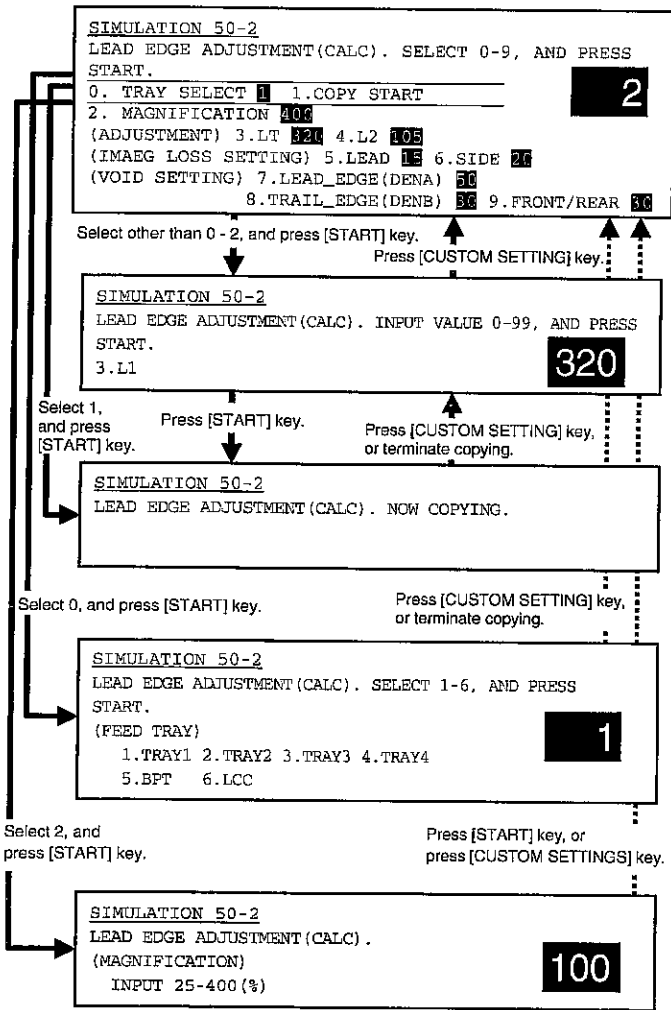 SIMULATION 50-2
LEAD EDGE ADJUSTMENT(CALC). SELECT 0-9, AND PRESS
START.
2
0. TRAY SELECT 1 1.COPY START
2. MAGNIFICATION 400
(ADJUSTMENT) 3.LT 320 4.L2 105
(IMAEG LOSS SETTING) 5.LEAD 15 6.SIDE 20
(VOID SETTING) 7.LEAD_EDGE(DENA) 50
8.TRAIL_EDGE(DENB) 30 9.FRONT/REAR 30
Select other than 0 - 2, and press [START] key.
Press [CUSTOM SETTING] key.
SIMULATION 50-2
LEAD EDGE ADJUSTMENT(CALC). INPUT VALUE 0-99, AND PRESS
START.
3.L1
320
Select 1,
and press
[START] key.
Press [START] key.
Press [CUSTOM SETTING] key,
or terminate copying.
SIMULATION 50-2
LEAD EDGE ADJUSTMENT(CALC). NOW COPYING.
Select 0, and press [START] key.
Press [CUSTOM SETTING] key,
or terminate copying.
SIMULATION 50-2
LEAD EDGE ADJUSTMENT(CALC). SELECT 1-6, AND PRESS
START.
(FEED TRAY)
1
1.TRAY1 2.TRAY2 3.TRAY3 4.TRAY4
5.BPT 6.LCC
Select 2, and
press [START] key.
Press [START] key, or
press [CUSTOM SETTINGS] key.
SIMULATION 50-2
LEAD EDGE ADJUSTMENT(CALC).
(MAGNIFICATION)
INPUT 25-400(%)
100